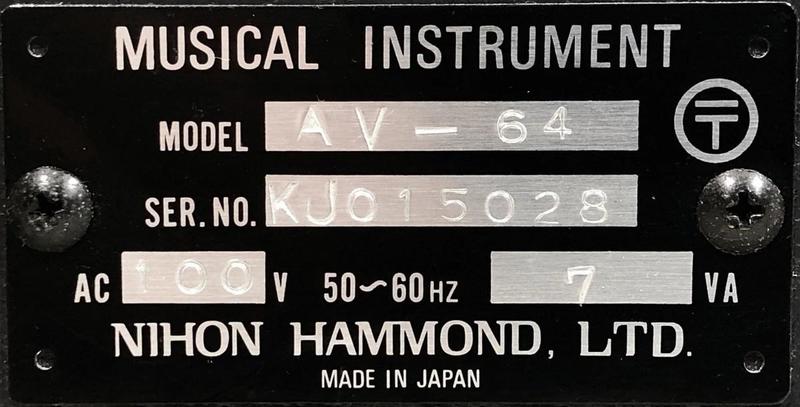 MUSICAL INSTRUMENT
MODEL AV-64
〒
SER. NO. KJ015028
AC 100 V 50~60HZ 7 VA
NIHON HAMMOND, LTD.
MADE IN JAPAN